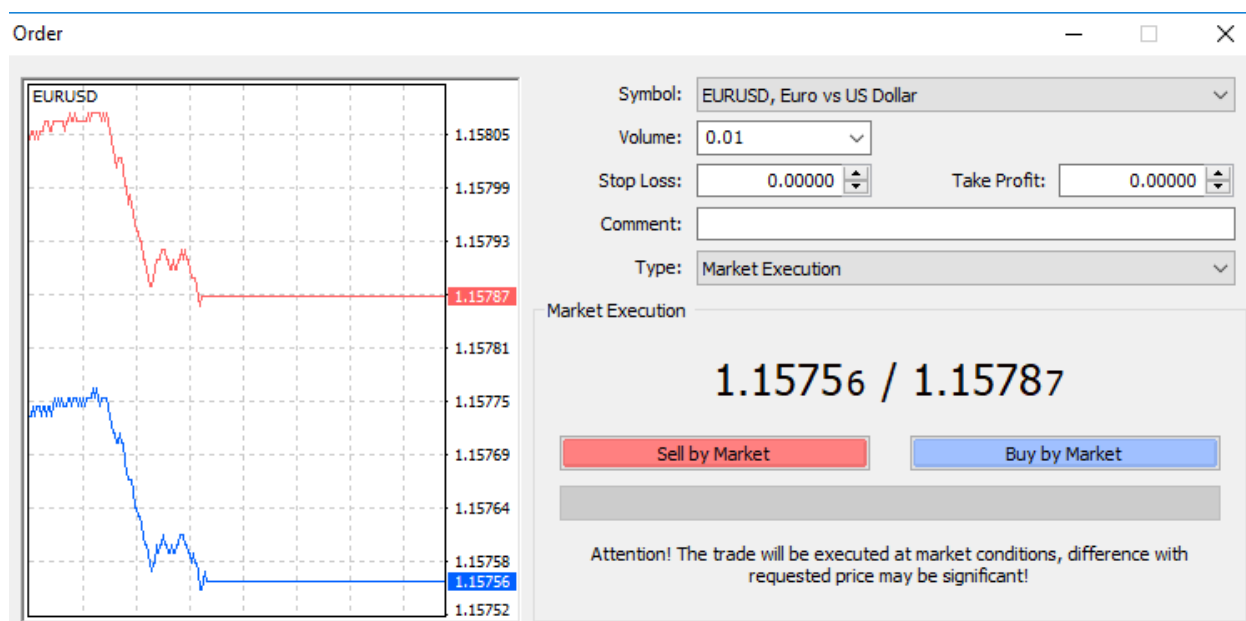 Order
EURUSD
1.15805
1.15799
1.15793
1.15787
1.15781
1.15775
1.15769
1.15764
1.15758
1.15756
1.15752
Symbol: EURUSD, Euro vs US Dollar
Volume: 0.01
Stop Loss: 0.00000 Take Profit: 0.00000
Comment:
Type: Market Execution
Market Execution
1.15756 / 1.15787
Sell by Market Buy by Market
Attention! The trade will be executed at market conditions, difference with
requested price may be significant!